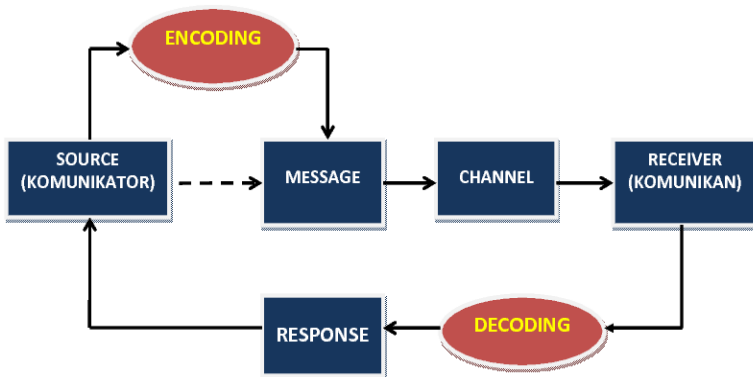 ENCODING
SOURCE
(KOMUNIKATOR)
MESSAGE
CHANNEL
RECEIVER
(KOMUNIKAN)
RESPONSE
DECODING